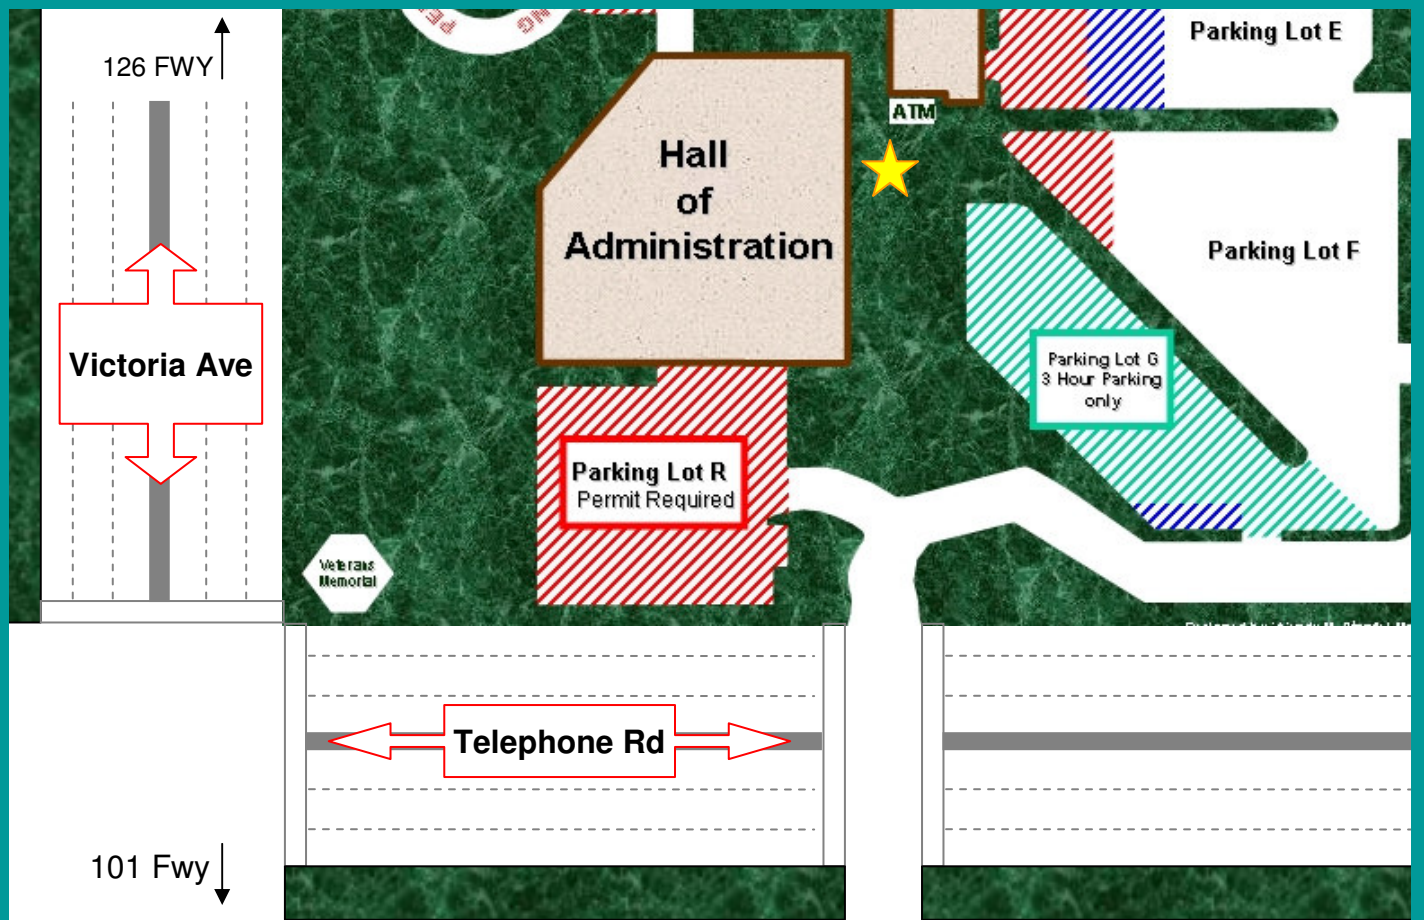 126 FWY
Parking Lot E
ATM
Hall
of
Administration
Parking Lot F
Victoria Ave
Parking Lot G
3 Hour Parking
only
Parking Lot R
Permit Required
Veterans
Memorial
Telephone Rd
101 Fwy